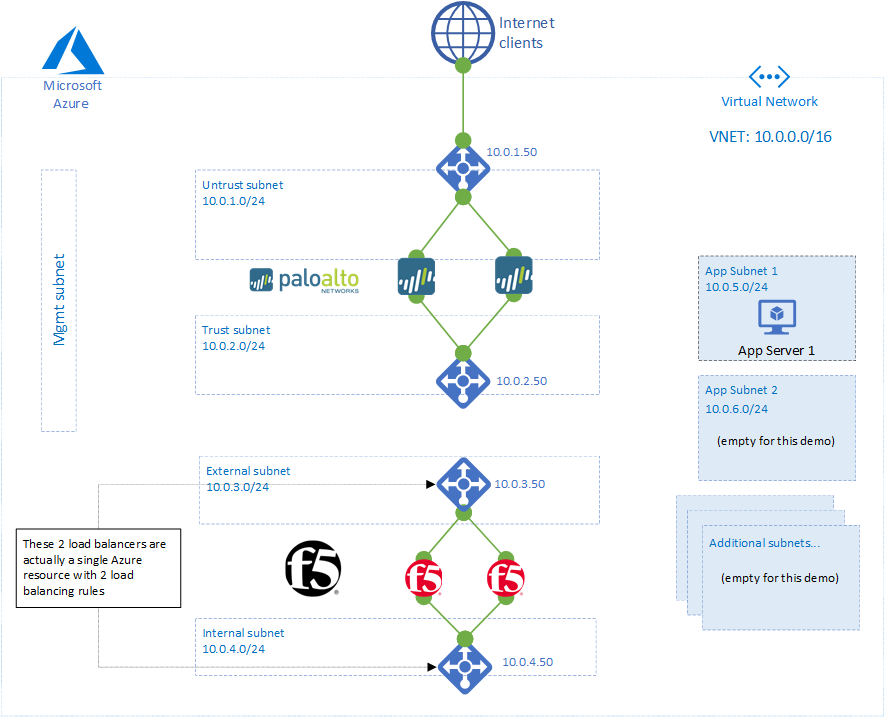 Internet
clients
Microsoft
Azure
Virtual Network
VNET: 10.0.0.0/16
10.0.1.50
Untrust subnet
10.0.1.0/24
Mgmt subnet
paloalto
NETWORKS
App Subnet 1
10.0.5.0/24
App Server 1
Trust subnet
10.0.2.0/24
10.0.2.50
App Subnet 2
10.0.6.0/24
(empty for this demo)
External subnet
10.0.3.0/24
10.0.3.50
These 2 load balancers are
actually a single Azure
resource with 2 load
balancing rules
f5
f5
f5
Additional subnets...
(empty for this demo)
Internal subnet
10.0.4.0/24
10.0.4.50